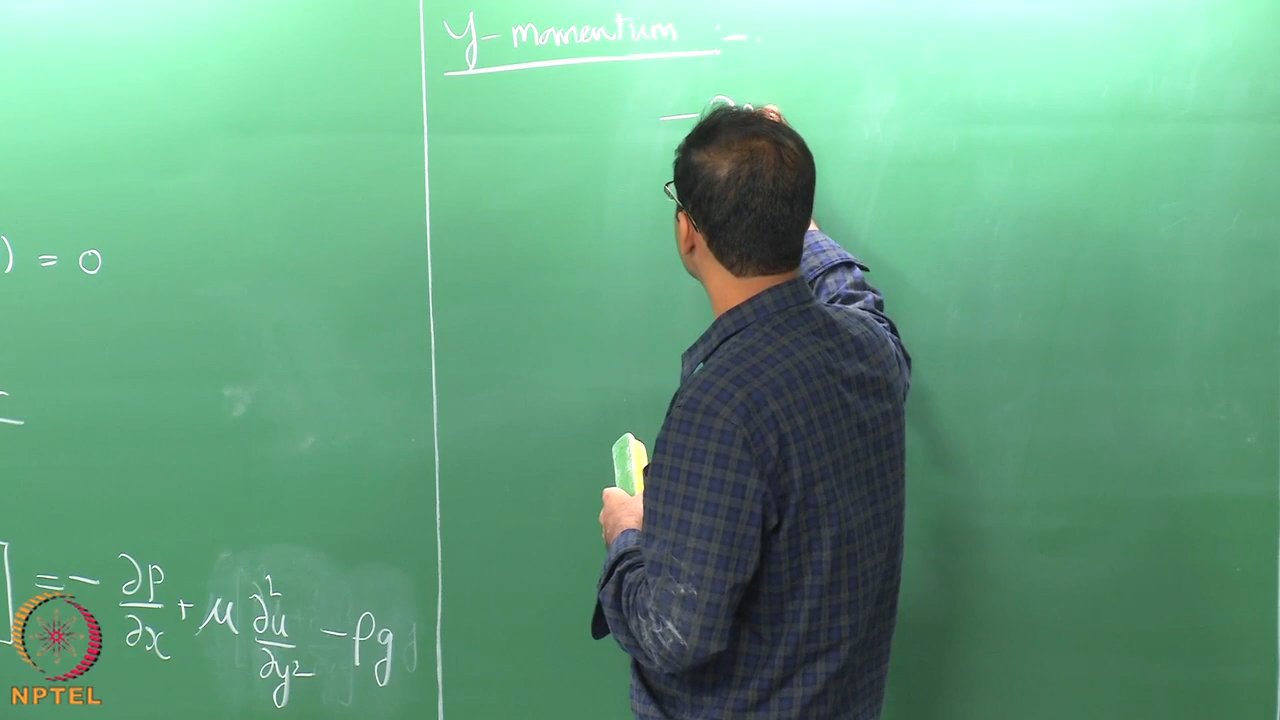 ) = 0
] = - ∂p/∂x + μ ∂²u/∂y² - ρg
NPTEL
y - momentum :-.